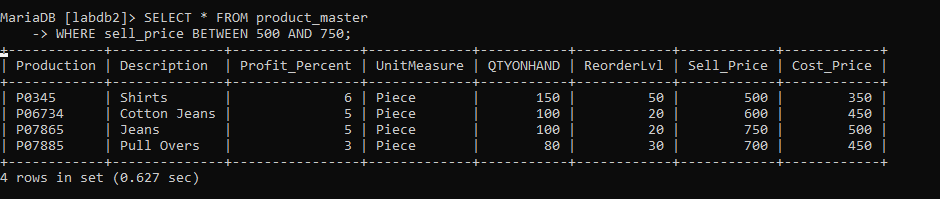 MariaDB [labdb2]> SELECT * FROM product_master
    -> WHERE sell_price BETWEEN 500 AND 750;
+------------+--------------+----------------+-------------+-----------+------------+------------+------------+
| Production | Description  | Profit_Percent | UnitMeasure | QTYONHAND | ReorderLvl | Sell_Price | Cost_Price |
+------------+--------------+----------------+-------------+-----------+------------+------------+------------+
| P0345      | Shirts       |              6 | Piece       |       150 |         50 |        500 |        350 |
| P06734     | Cotton Jeans |              5 | Piece       |       100 |         20 |        600 |        450 |
| P07865     | Jeans        |              5 | Piece       |       100 |         20 |        750 |        500 |
| P07885     | Pull Overs   |              3 | Piece       |        80 |         30 |        700 |        450 |
+------------+--------------+----------------+-------------+-----------+------------+------------+------------+
4 rows in set (0.627 sec)